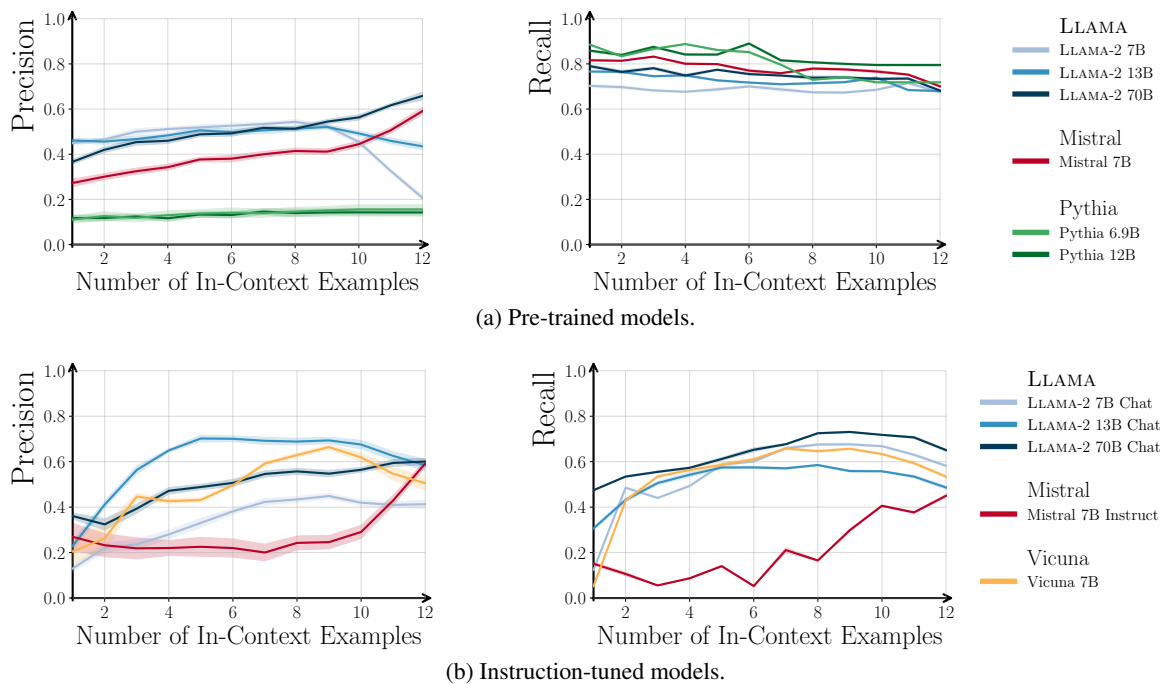 Precision
1.0
0.8
0.6
0.4
0.2
0.0
2 4 6 8 10 12
Number of In-Context Examples
Recall
1.0
0.8
0.6
0.4
0.2
0.0
2 4 6 8 10 12
Number of In-Context Examples
LLAMA
LLAMA-2 7B
LLAMA-2 13B
LLAMA-2 70B
Mistral
Mistral 7B
Pythia
Pythia 6.9B
Pythia 12B
(a) Pre-trained models.
Precision
1.0
0.8
0.6
0.4
0.2
0.0
2 4 6 8 10 12
Number of In-Context Examples
Recall
1.0
0.8
0.6
0.4
0.2
0.0
2 4 6 8 10 12
Number of In-Context Examples
LLAMA
LLAMA-2 7B Chat
LLAMA-2 13B Chat
LLAMA-2 70B Chat
Mistral
Mistral 7B Instruct
Vicuna
Vicuna 7B
(b) Instruction-tuned models.